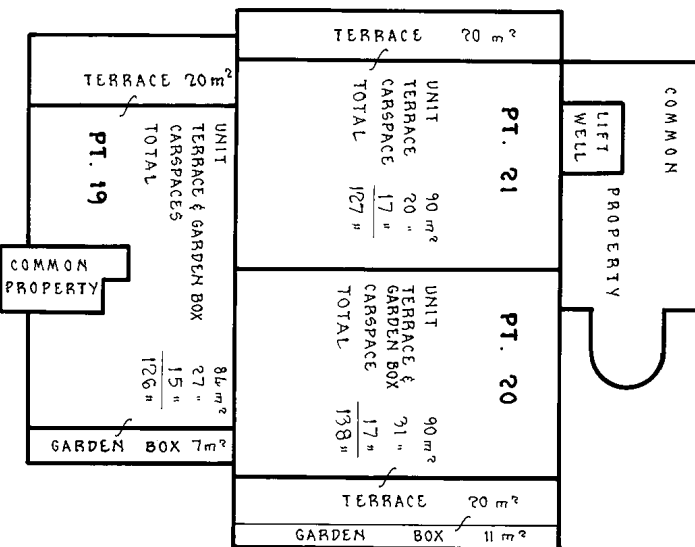 TERRACE 20 m²
TERRACE 20m²
COMMON
PROPERTY
LIFT
WELL
PT. 21
UNIT 90 m²
TERRACE 20 "
CARSPACE 17 "
TOTAL 127 "
PT. 19
UNIT 84 m²
TERRACE & GARDEN BOX 27 "
CARSPACES 15 "
TOTAL 126 "
COMMON
PROPERTY
PT. 20
UNIT 90 m²
TERRACE &
GARDEN BOX 31 "
CARSPACE 17 "
TOTAL 138 "
GARDEN BOX 7m²
TERRACE 20 m²
GARDEN BOX 11 m²